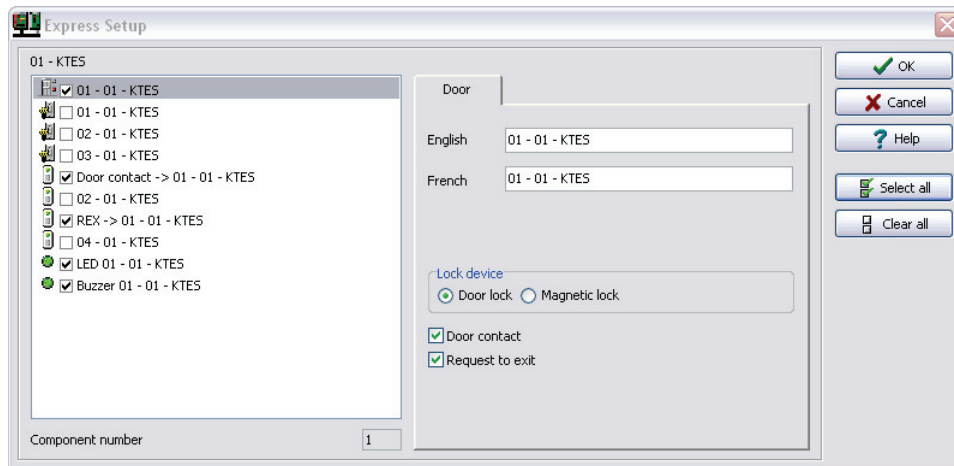 Express Setup
01 - KTES
01 - 01 - KTES
01 - 01 - KTES
02 - 01 - KTES
03 - 01 - KTES
Door contact -> 01 - 01 - KTES
02 - 01 - KTES
REX -> 01 - 01 - KTES
04 - 01 - KTES
LED 01 - 01 - KTES
Buzzer 01 - 01 - KTES
Component number 1
Door
English 01 - 01 - KTES
French 01 - 01 - KTES
Lock device
Door lock Magnetic lock
Door contact
Request to exit
OK
Cancel
Help
Select all
Clear all